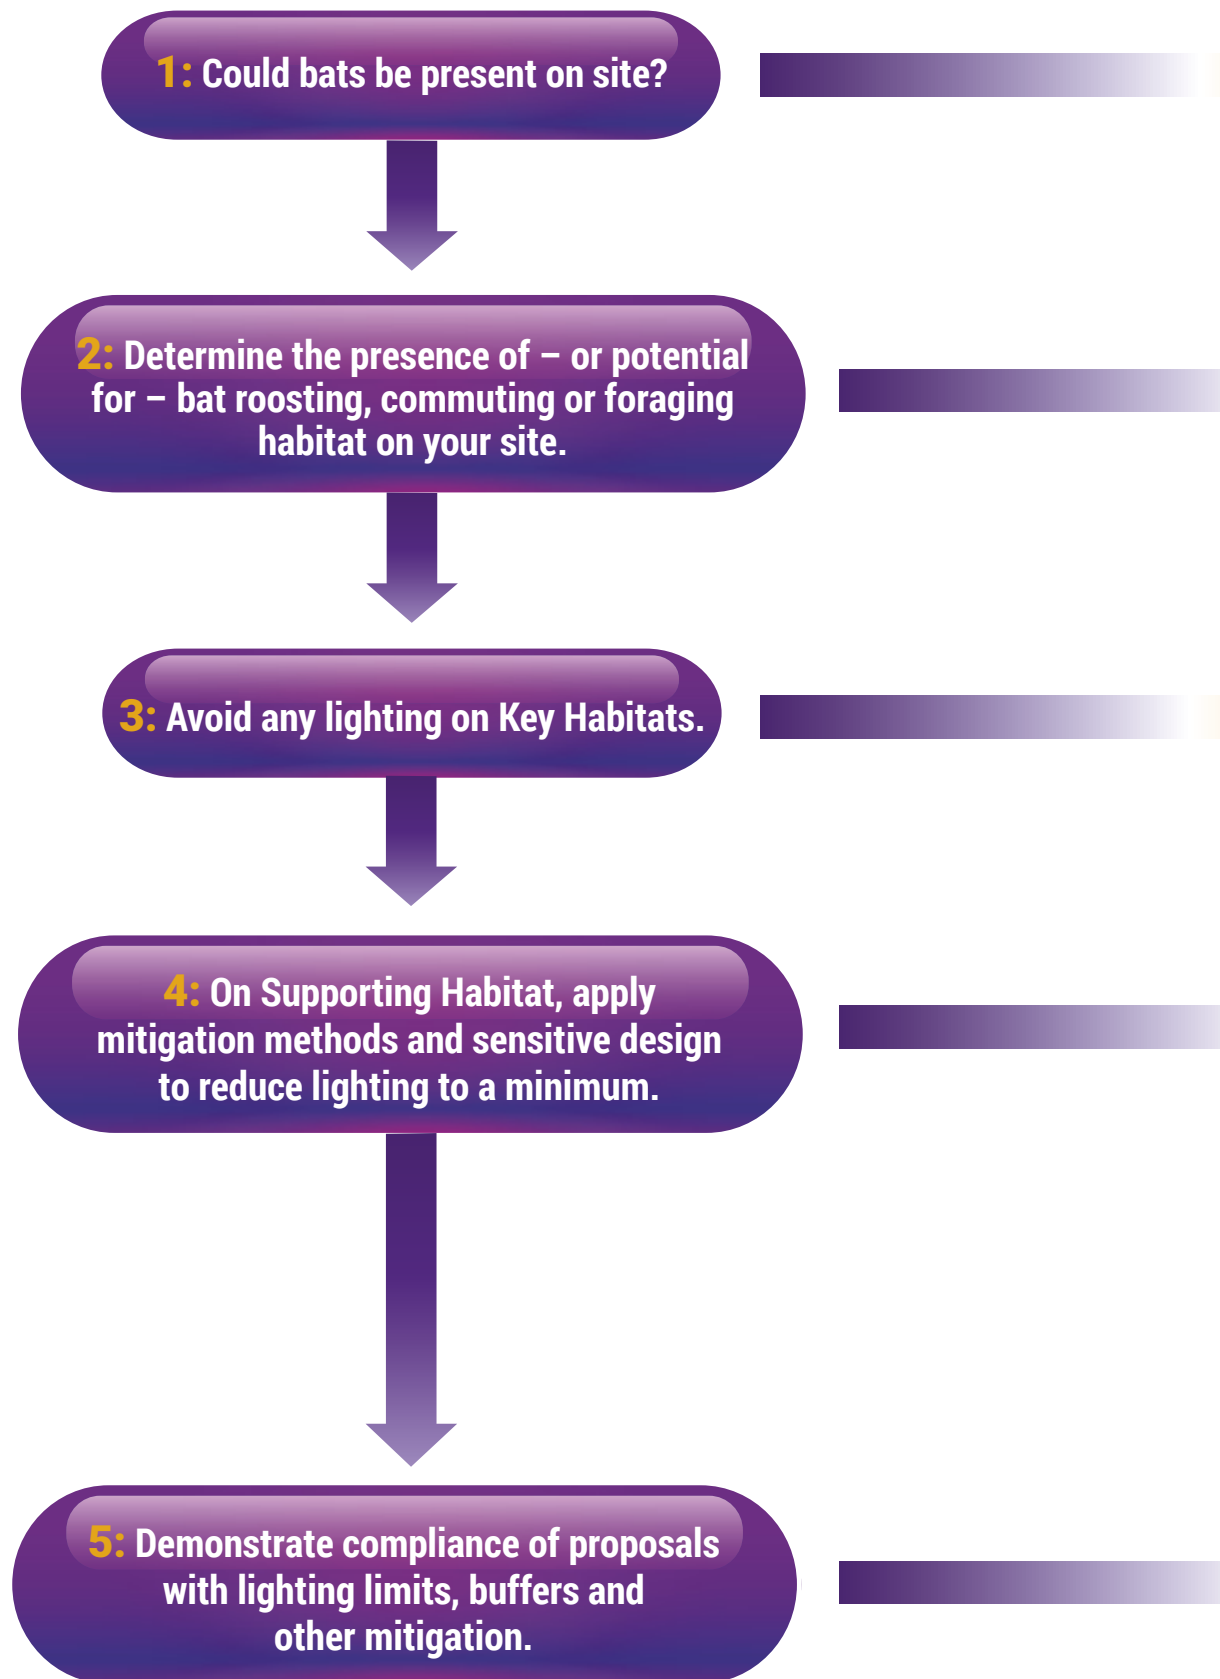 1: Could bats be present on site?
2: Determine the presence of – or potential
for – bat roosting, commuting or foraging
habitat on your site.
3: Avoid any lighting on Key Habitats.
4: On Supporting Habitat, apply
mitigation methods and sensitive design
to reduce lighting to a minimum.
5: Demonstrate compliance of proposals
with lighting limits, buffers and
other mitigation.